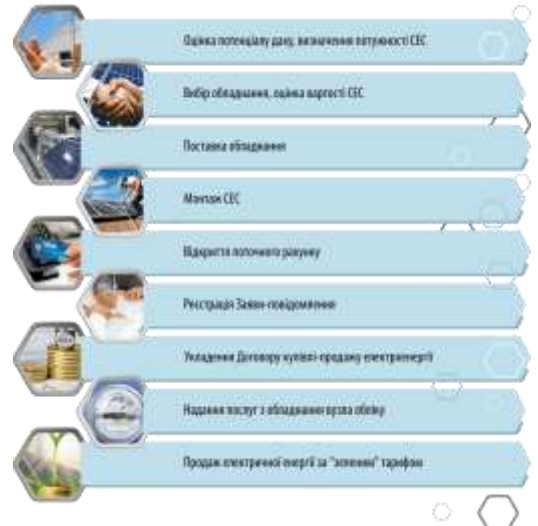 Оцінка потенціалу даху, визначення потужності СЕС
Вибір обладнання, оцінка вартості СЕС
Поставка обладнання
Монтаж СЕС
Відкриття поточного рахунку
Реєстрація Заяви-повідомлення
Укладення Договору купівлі-продажу електроенергії
Надання послуг з обладнання вузла обліку
Продаж електричної енергії за "зеленим" тарифом